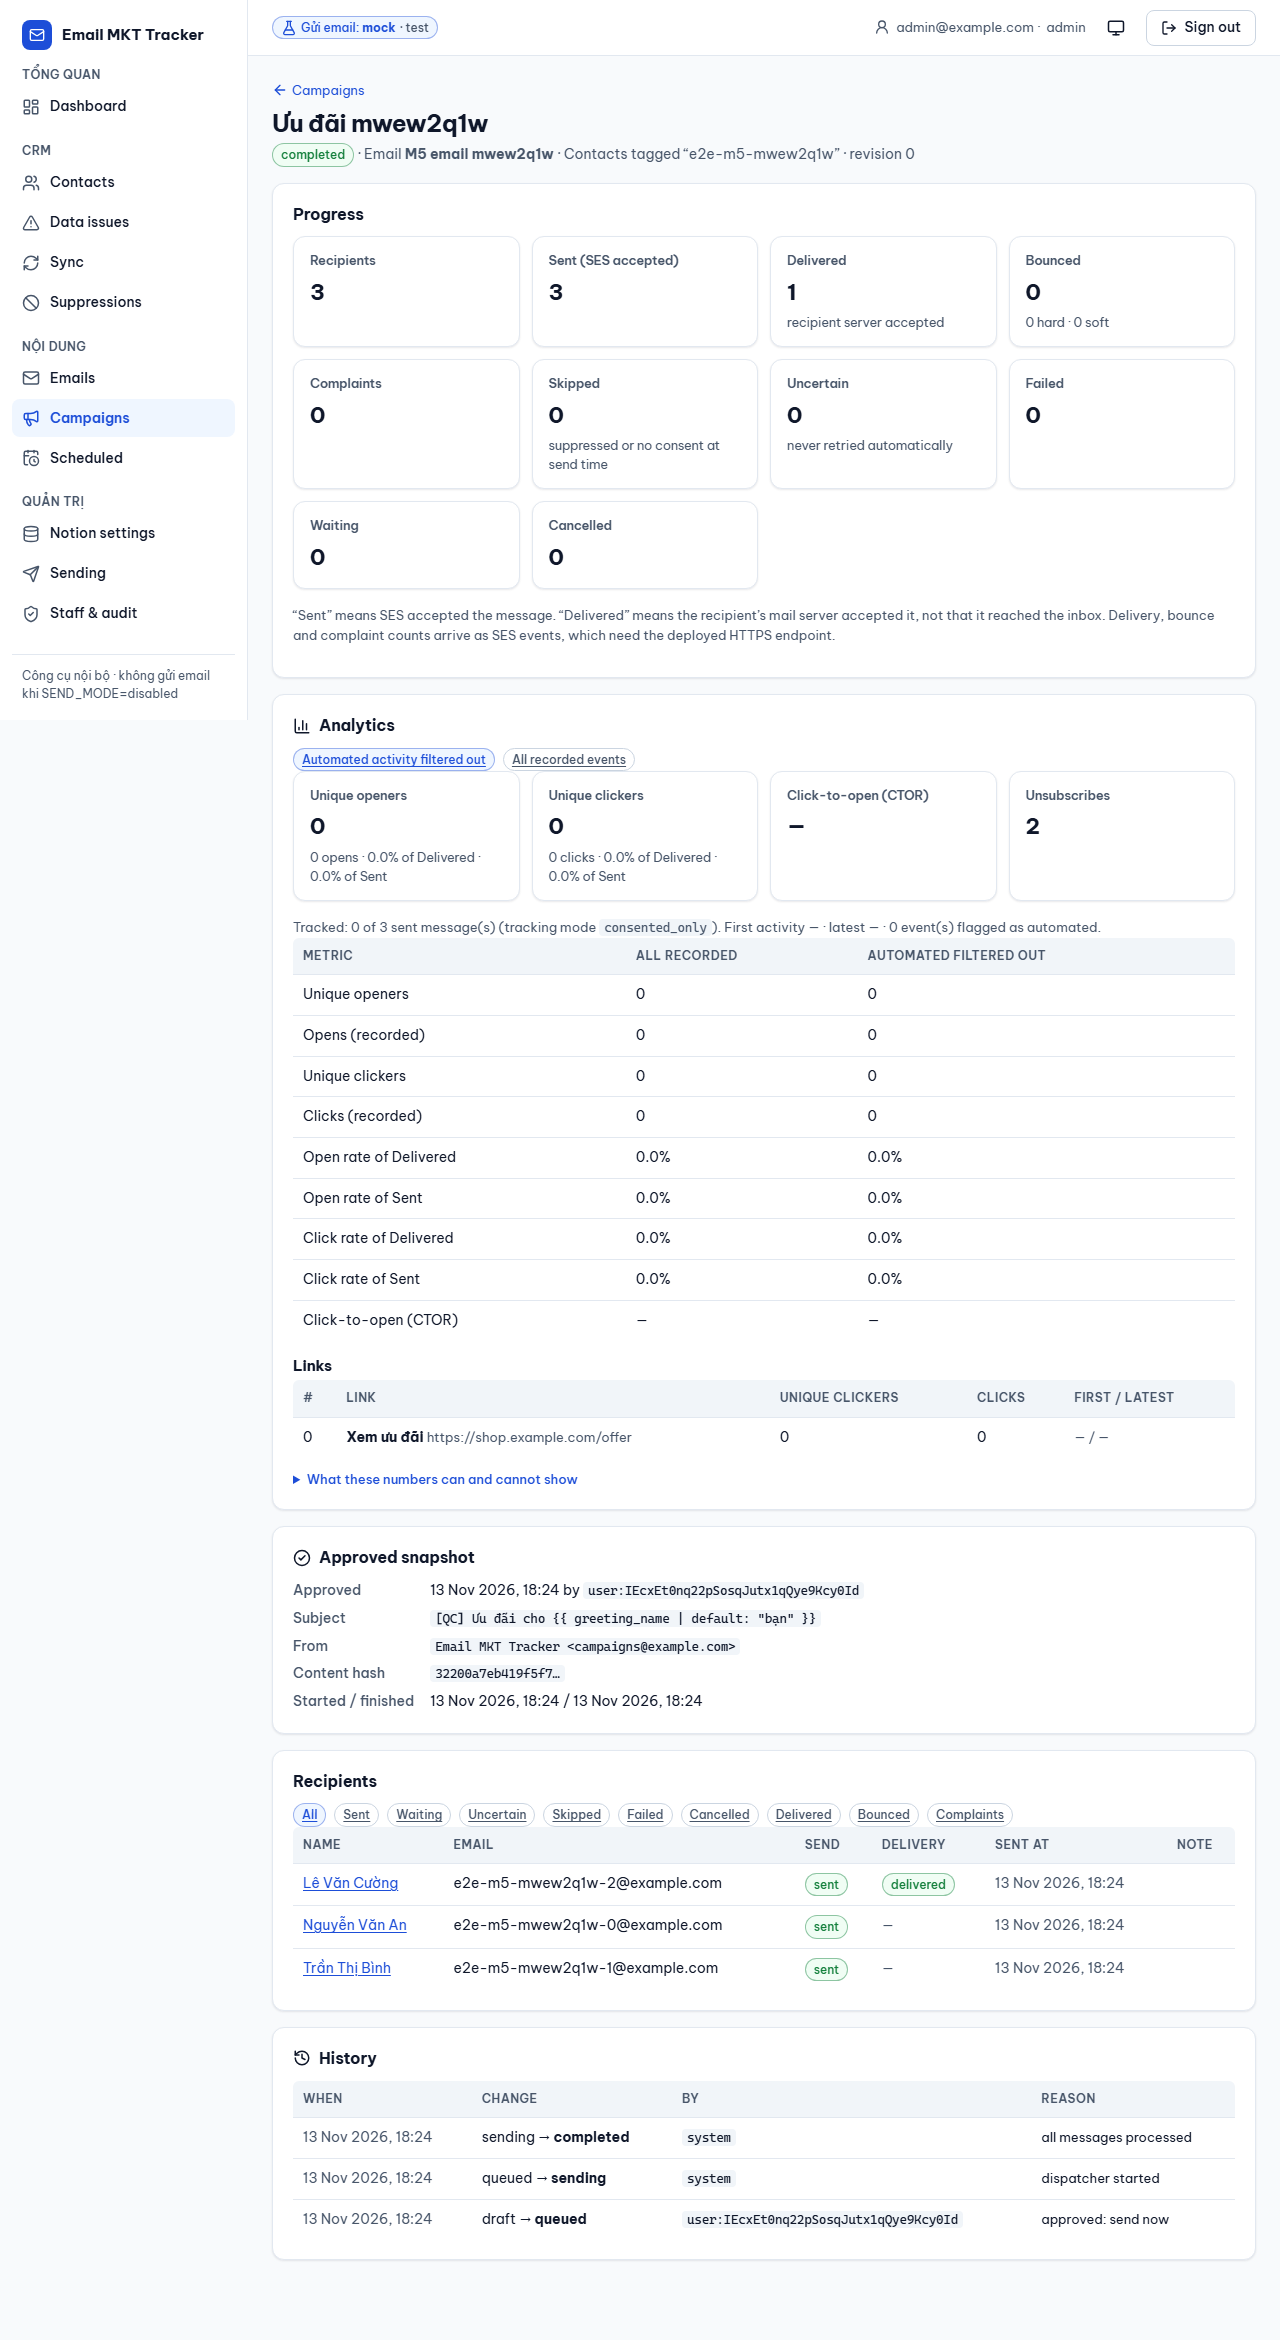 Email MKT Tracker
TỔNG QUAN
Dashboard
CRM
Contacts
Data issues
Sync
Suppressions
NỘI DUNG
Emails
Campaigns
Scheduled
QUẢN TRỊ
Notion settings
Sending
Staff & audit
Công cụ nội bộ · không gửi email
khi SEND_MODE=disabled
Gửi email: mock · test
admin@example.com · admin
Sign out
← Campaigns
Ưu đãi mwew2q1w
completed · Email M5 email mwew2q1w · Contacts tagged “e2e-m5-mwew2q1w” · revision 0
Progress
Recipients
3
Sent (SES accepted)
3
Delivered
1
recipient server accepted
Bounced
0
0 hard · 0 soft
Complaints
0
Skipped
0
suppressed or no consent at
send time
Uncertain
0
never retried automatically
Failed
0
Waiting
0
Cancelled
0
“Sent” means SES accepted the message. “Delivered” means the recipient’s mail server accepted it, not that it reached the inbox. Delivery, bounce
and complaint counts arrive as SES events, which need the deployed HTTPS endpoint.
Analytics
Automated activity filtered out
All recorded events
Unique openers
0
0 opens · 0.0% of Delivered ·
0.0% of Sent
Unique clickers
0
0 clicks · 0.0% of Delivered ·
0.0% of Sent
Click-to-open (CTOR)
—
Unsubscribes
2
Tracked: 0 of 3 sent message(s) (tracking mode consented_only ). First activity — · latest — · 0 event(s) flagged as automated.
METRIC ALL RECORDED AUTOMATED FILTERED OUT
Unique openers 0 0
Opens (recorded) 0 0
Unique clickers 0 0
Clicks (recorded) 0 0
Open rate of Delivered 0.0% 0.0%
Open rate of Sent 0.0% 0.0%
Click rate of Delivered 0.0% 0.0%
Click rate of Sent 0.0% 0.0%
Click-to-open (CTOR) — —
Links
# LINK UNIQUE CLICKERS CLICKS FIRST / LATEST
0 Xem ưu đãi https://shop.example.com/offer 0 0 — / —
What these numbers can and cannot show
Approved snapshot
Approved 13 Nov 2026, 18:24 by user:IEcxEt0nq22pSosqJutx1qQye9Kcy0Id
Subject [QC] Ưu đãi cho {{ greeting_name | default: "bạn" }}
From Email MKT Tracker <campaigns@example.com>
Content hash 32200a7eb419f5f7…
Started / finished 13 Nov 2026, 18:24 / 13 Nov 2026, 18:24
Recipients
All Sent Waiting Uncertain Skipped Failed Cancelled Delivered Bounced Complaints
NAME EMAIL SEND DELIVERY SENT AT NOTE
Lê Văn Cường e2e-m5-mwew2q1w-2@example.com sent delivered 13 Nov 2026, 18:24
Nguyễn Văn An e2e-m5-mwew2q1w-0@example.com sent — 13 Nov 2026, 18:24
Trần Thị Bình e2e-m5-mwew2q1w-1@example.com sent — 13 Nov 2026, 18:24
History
WHEN CHANGE BY REASON
13 Nov 2026, 18:24 sending → completed system all messages processed
13 Nov 2026, 18:24 queued → sending system dispatcher started
13 Nov 2026, 18:24 draft → queued user:IEcxEt0nq22pSosqJutx1qQye9Kcy0Id approved: send now